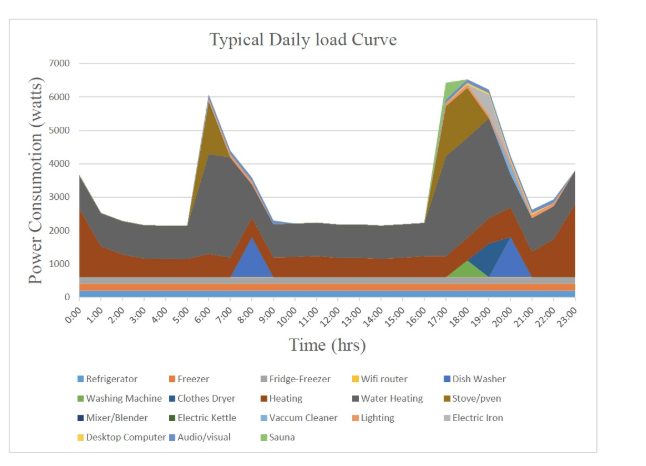 Typical Daily load Curve
Power Consumotion (watts)
7000
6000
5000
4000
3000
2000
1000
0
0:00 1:00 2:00 3:00 4:00 5:00 6:00 7:00 8:00 9:00 10:00 11:00 12:00 13:00 14:00 15:00 16:00 17:00 18:00 19:00 20:00 21:00 22:00 23:00
Time (hrs)
Refrigerator Freezer Fridge-Freezer Wifi router Dish Washer
Washing Machine Clothes Dryer Heating Water Heating Stove/pven
Mixer/Blender Electric Kettle Vaccum Cleaner Lighting Electric Iron
Desktop Computer Audio/visual Sauna